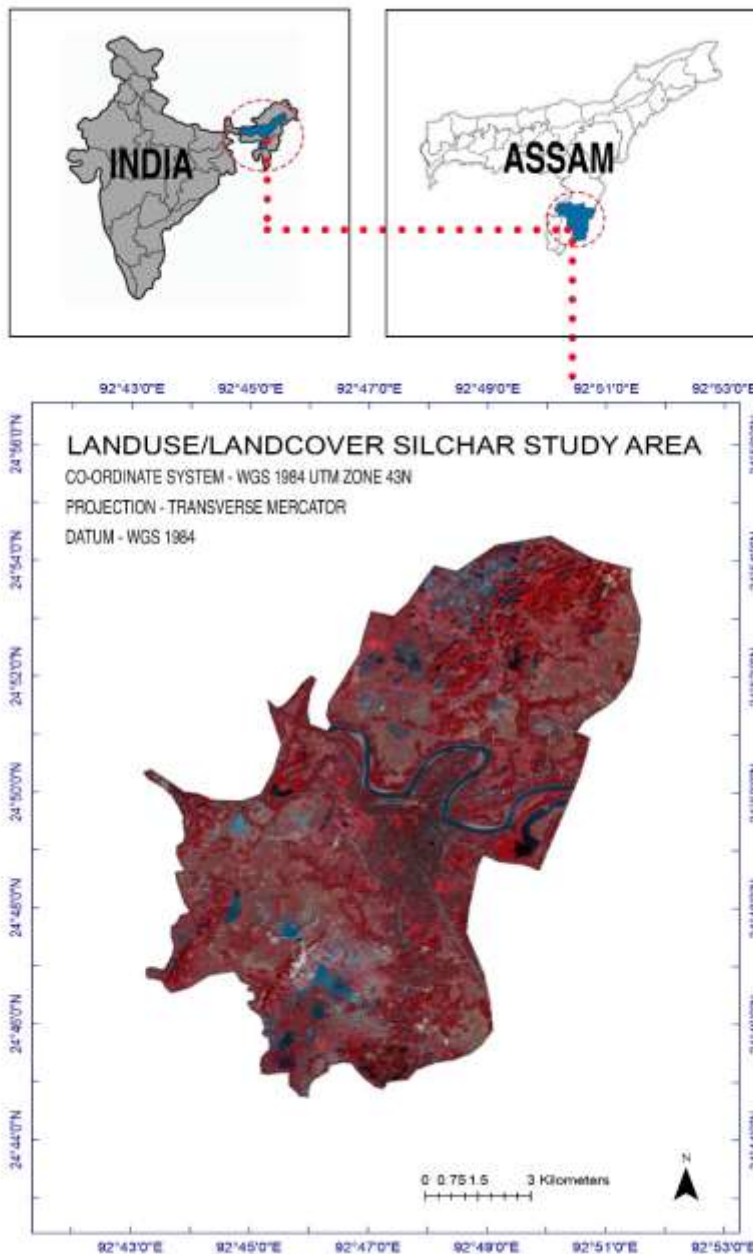 INDIA
ASSAM
92°43'0"E 92°45'0"E 92°47'0"E 92°49'0"E 92°51'0"E 92°53'0"E
LANDUSE/LANDCOVER SILCHAR STUDY AREA
CO-ORDINATE SYSTEM - WGS 1984 UTM ZONE 43N
PROJECTION - TRANSVERSE MERCATOR
DATUM - WGS 1984
24°56'0"N
24°54'0"N
24°52'0"N
24°50'0"N
24°48'0"N
24°46'0"N
24°44'0"N
N
0 0.75 1.5 3 Kilometers
92°43'0"E 92°45'0"E 92°47'0"E 92°49'0"E 92°51'0"E 92°53'0"E